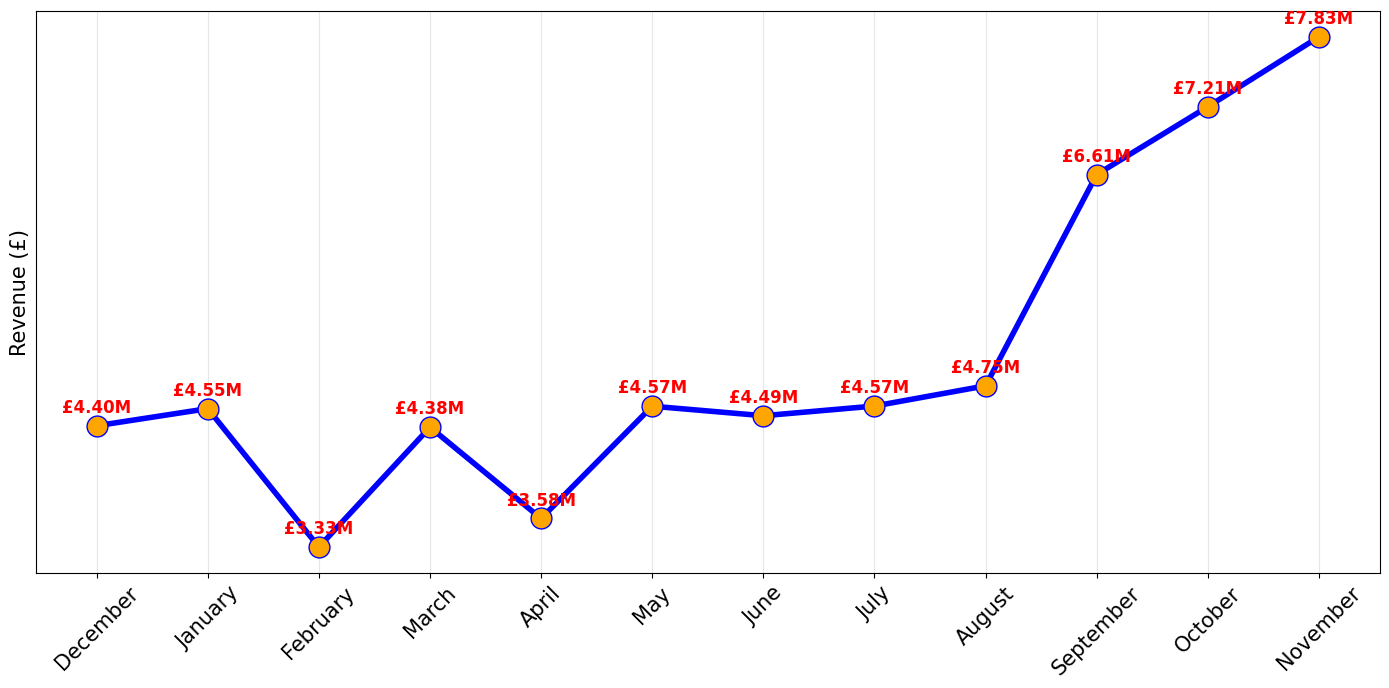 Revenue (£)
£4.40M
£4.55M
£3.33M
£4.38M
£3.58M
£4.57M
£4.49M
£4.57M
£4.75M
£6.61M
£7.21M
£7.83M
December
January
February
March
April
May
June
July
August
September
October
November